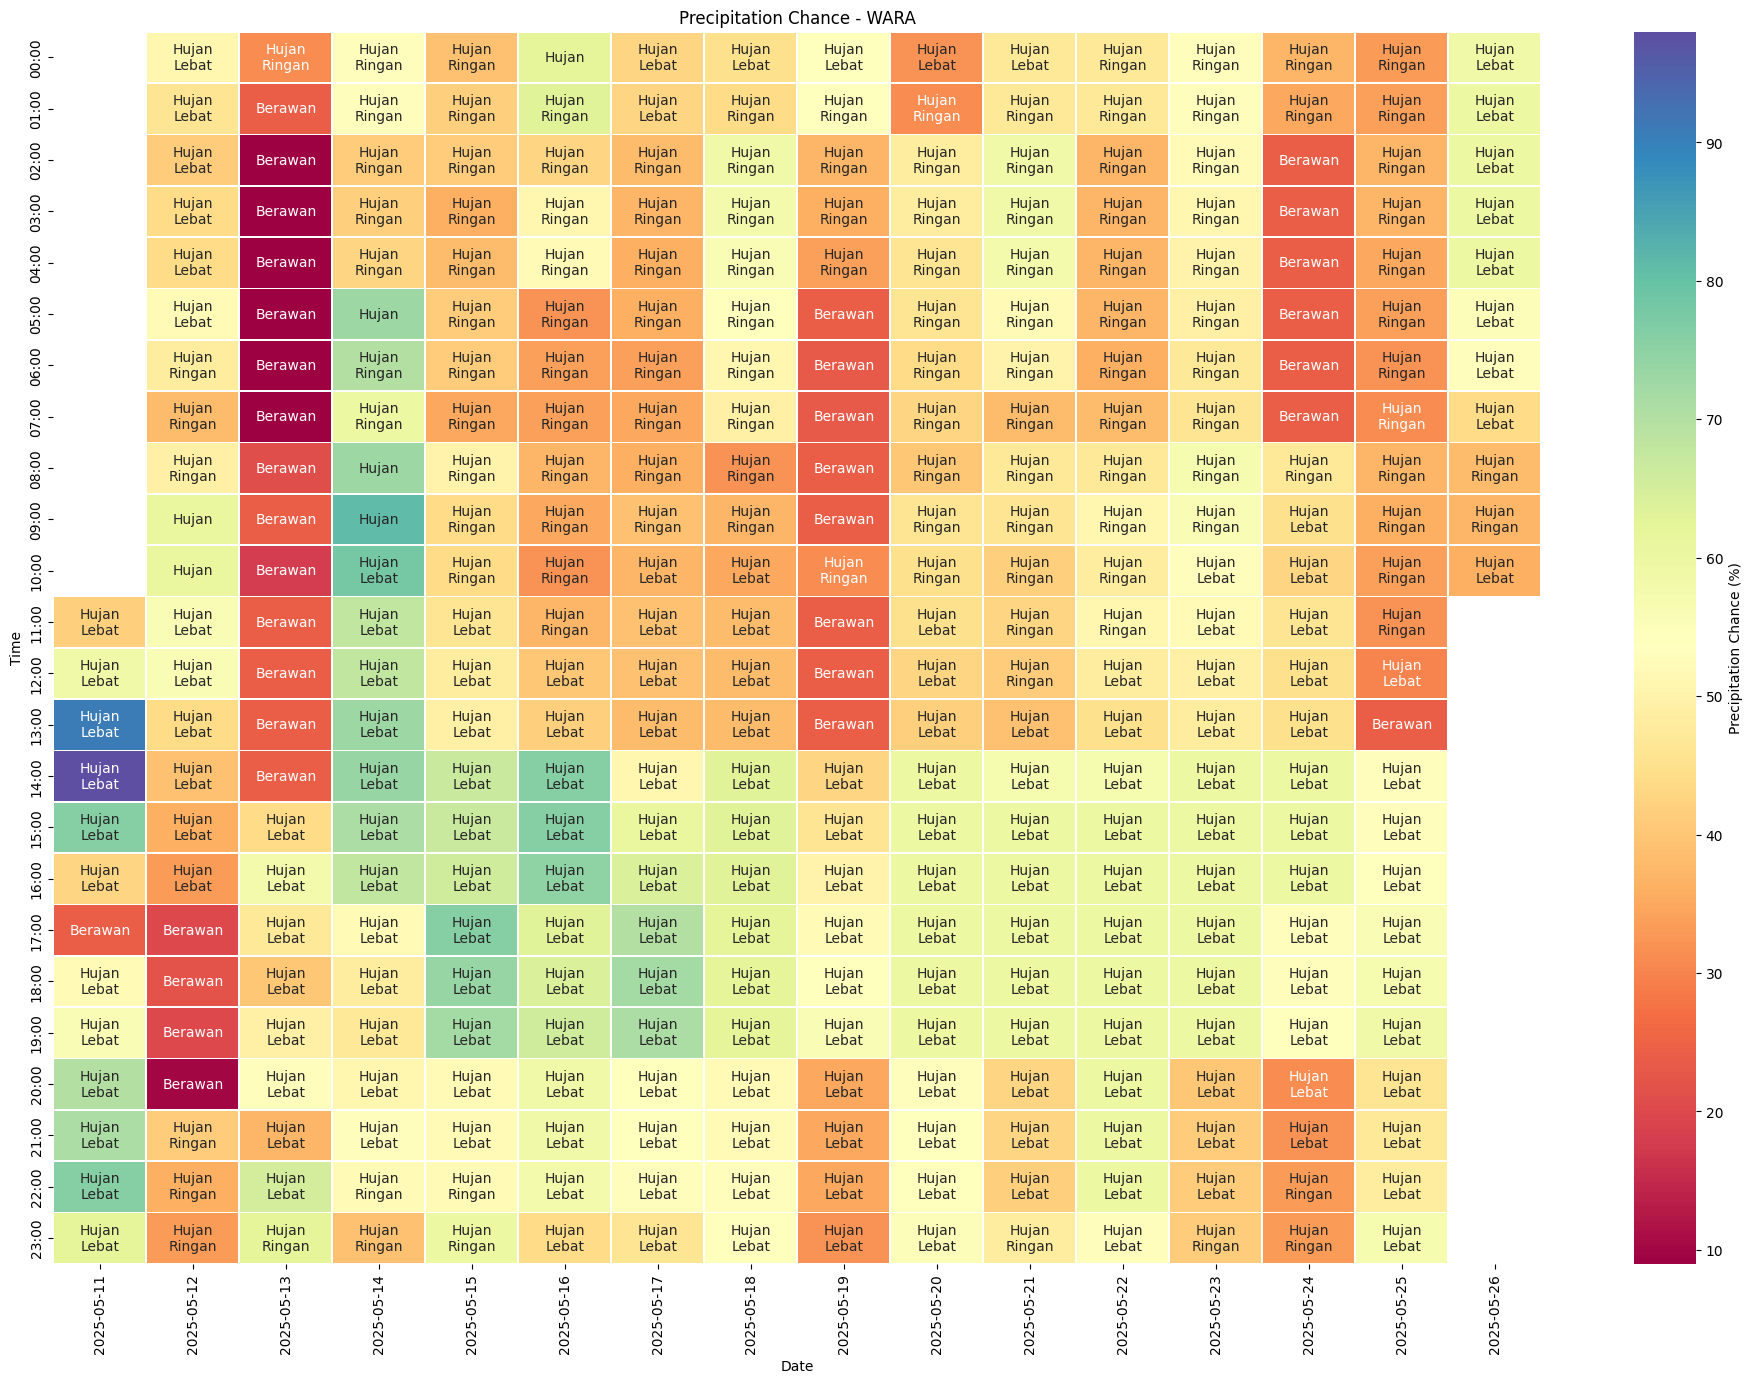 Precipitation Chance - WARA
00:00 Hujan Lebat Hujan Ringan Hujan Ringan Hujan Ringan Hujan Hujan Lebat Hujan Lebat Hujan Lebat Hujan Lebat Hujan Lebat Hujan Ringan Hujan Ringan Hujan Ringan Hujan Ringan Hujan Lebat
01:00 Hujan Lebat Berawan Hujan Ringan Hujan Ringan Hujan Ringan Hujan Lebat Hujan Ringan Hujan Ringan Hujan Ringan Hujan Ringan Hujan Ringan Hujan Ringan Hujan Ringan Hujan Ringan Hujan Lebat
02:00 Hujan Lebat Berawan Hujan Ringan Hujan Ringan Hujan Ringan Hujan Ringan Hujan Ringan Hujan Ringan Hujan Ringan Hujan Ringan Hujan Ringan Hujan Ringan Berawan Hujan Ringan Hujan Lebat
03:00 Hujan Lebat Berawan Hujan Ringan Hujan Ringan Hujan Ringan Hujan Ringan Hujan Ringan Hujan Ringan Hujan Ringan Hujan Ringan Hujan Ringan Hujan Ringan Berawan Hujan Ringan Hujan Lebat
04:00 Hujan Lebat Berawan Hujan Ringan Hujan Ringan Hujan Ringan Hujan Ringan Hujan Ringan Hujan Ringan Hujan Ringan Hujan Ringan Hujan Ringan Hujan Ringan Berawan Hujan Ringan Hujan Lebat
05:00 Hujan Lebat Berawan Hujan Hujan Ringan Hujan Ringan Hujan Ringan Hujan Ringan Berawan Hujan Ringan Hujan Ringan Hujan Ringan Hujan Ringan Berawan Hujan Ringan Hujan Lebat
06:00 Hujan Ringan Berawan Hujan Ringan Hujan Ringan Hujan Ringan Hujan Ringan Hujan Ringan Berawan Hujan Ringan Hujan Ringan Hujan Ringan Hujan Ringan Berawan Hujan Ringan Hujan Lebat
07:00 Hujan Ringan Berawan Hujan Ringan Hujan Ringan Hujan Ringan Hujan Ringan Hujan Ringan Berawan Hujan Ringan Hujan Ringan Hujan Ringan Hujan Ringan Berawan Hujan Ringan Hujan Lebat
08:00 Hujan Ringan Berawan Hujan Hujan Ringan Hujan Ringan Hujan Ringan Hujan Ringan Berawan Hujan Ringan Hujan Ringan Hujan Ringan Hujan Ringan Hujan Ringan Hujan Ringan Hujan Ringan
09:00 Hujan Berawan Hujan Hujan Ringan Hujan Ringan Hujan Ringan Hujan Ringan Berawan Hujan Ringan Hujan Ringan Hujan Ringan Hujan Ringan Hujan Lebat Hujan Ringan Hujan Ringan
10:00 Hujan Berawan Hujan Lebat Hujan Ringan Hujan Ringan Hujan Lebat Hujan Lebat Hujan Ringan Hujan Ringan Hujan Ringan Hujan Ringan Hujan Lebat Hujan Lebat Hujan Ringan Hujan Lebat
11:00 Hujan Lebat Hujan Lebat Berawan Hujan Lebat Hujan Lebat Hujan Ringan Hujan Lebat Hujan Lebat Berawan Hujan Lebat Hujan Ringan Hujan Ringan Hujan Lebat Hujan Lebat Hujan Ringan
12:00 Hujan Lebat Hujan Lebat Berawan Hujan Lebat Hujan Lebat Hujan Lebat Hujan Lebat Hujan Lebat Berawan Hujan Lebat Hujan Ringan Hujan Lebat Hujan Lebat Hujan Lebat Hujan Lebat
13:00 Hujan Lebat Hujan Lebat Berawan Hujan Lebat Hujan Lebat Hujan Lebat Hujan Lebat Hujan Lebat Berawan Hujan Lebat Hujan Lebat Hujan Lebat Hujan Lebat Hujan Lebat Berawan
14:00 Hujan Lebat Hujan Lebat Berawan Hujan Lebat Hujan Lebat Hujan Lebat Hujan Lebat Hujan Lebat Hujan Lebat Hujan Lebat Hujan Lebat Hujan Lebat Hujan Lebat Hujan Lebat Hujan Lebat
15:00 Hujan Lebat Hujan Lebat Hujan Lebat Hujan Lebat Hujan Lebat Hujan Lebat Hujan Lebat Hujan Lebat Hujan Lebat Hujan Lebat Hujan Lebat Hujan Lebat Hujan Lebat Hujan Lebat Hujan Lebat
16:00 Hujan Lebat Hujan Lebat Hujan Lebat Hujan Lebat Hujan Lebat Hujan Lebat Hujan Lebat Hujan Lebat Hujan Lebat Hujan Lebat Hujan Lebat Hujan Lebat Hujan Lebat Hujan Lebat Hujan Lebat
17:00 Berawan Berawan Hujan Lebat Hujan Lebat Hujan Lebat Hujan Lebat Hujan Lebat Hujan Lebat Hujan Lebat Hujan Lebat Hujan Lebat Hujan Lebat Hujan Lebat Hujan Lebat Hujan Lebat
18:00 Hujan Lebat Berawan Hujan Lebat Hujan Lebat Hujan Lebat Hujan Lebat Hujan Lebat Hujan Lebat Hujan Lebat Hujan Lebat Hujan Lebat Hujan Lebat Hujan Lebat Hujan Lebat Hujan Lebat
19:00 Hujan Lebat Berawan Hujan Lebat Hujan Lebat Hujan Lebat Hujan Lebat Hujan Lebat Hujan Lebat Hujan Lebat Hujan Lebat Hujan Lebat Hujan Lebat Hujan Lebat Hujan Lebat Hujan Lebat
20:00 Hujan Lebat Berawan Hujan Lebat Hujan Lebat Hujan Lebat Hujan Lebat Hujan Lebat Hujan Lebat Hujan Lebat Hujan Lebat Hujan Lebat Hujan Lebat Hujan Lebat Hujan Lebat Hujan Lebat
21:00 Hujan Lebat Hujan Ringan Hujan Lebat Hujan Lebat Hujan Lebat Hujan Lebat Hujan Lebat Hujan Lebat Hujan Lebat Hujan Lebat Hujan Lebat Hujan Lebat Hujan Lebat Hujan Lebat Hujan Lebat
22:00 Hujan Lebat Hujan Ringan Hujan Lebat Hujan Ringan Hujan Ringan Hujan Lebat Hujan Lebat Hujan Lebat Hujan Lebat Hujan Lebat Hujan Lebat Hujan Lebat Hujan Lebat Hujan Ringan Hujan Lebat
23:00 Hujan Lebat Hujan Ringan Hujan Ringan Hujan Ringan Hujan Ringan Hujan Lebat Hujan Lebat Hujan Lebat Hujan Lebat Hujan Lebat Hujan Ringan Hujan Lebat Hujan Ringan Hujan Ringan Hujan Lebat
Time
2025-05-11 2025-05-12 2025-05-13 2025-05-14 2025-05-15 2025-05-16 2025-05-17 2025-05-18 2025-05-19 2025-05-20 2025-05-21 2025-05-22 2025-05-23 2025-05-24 2025-05-25 2025-05-26
Date
90
80
70
60
50
40
30
20
10
Precipitation Chance (%)